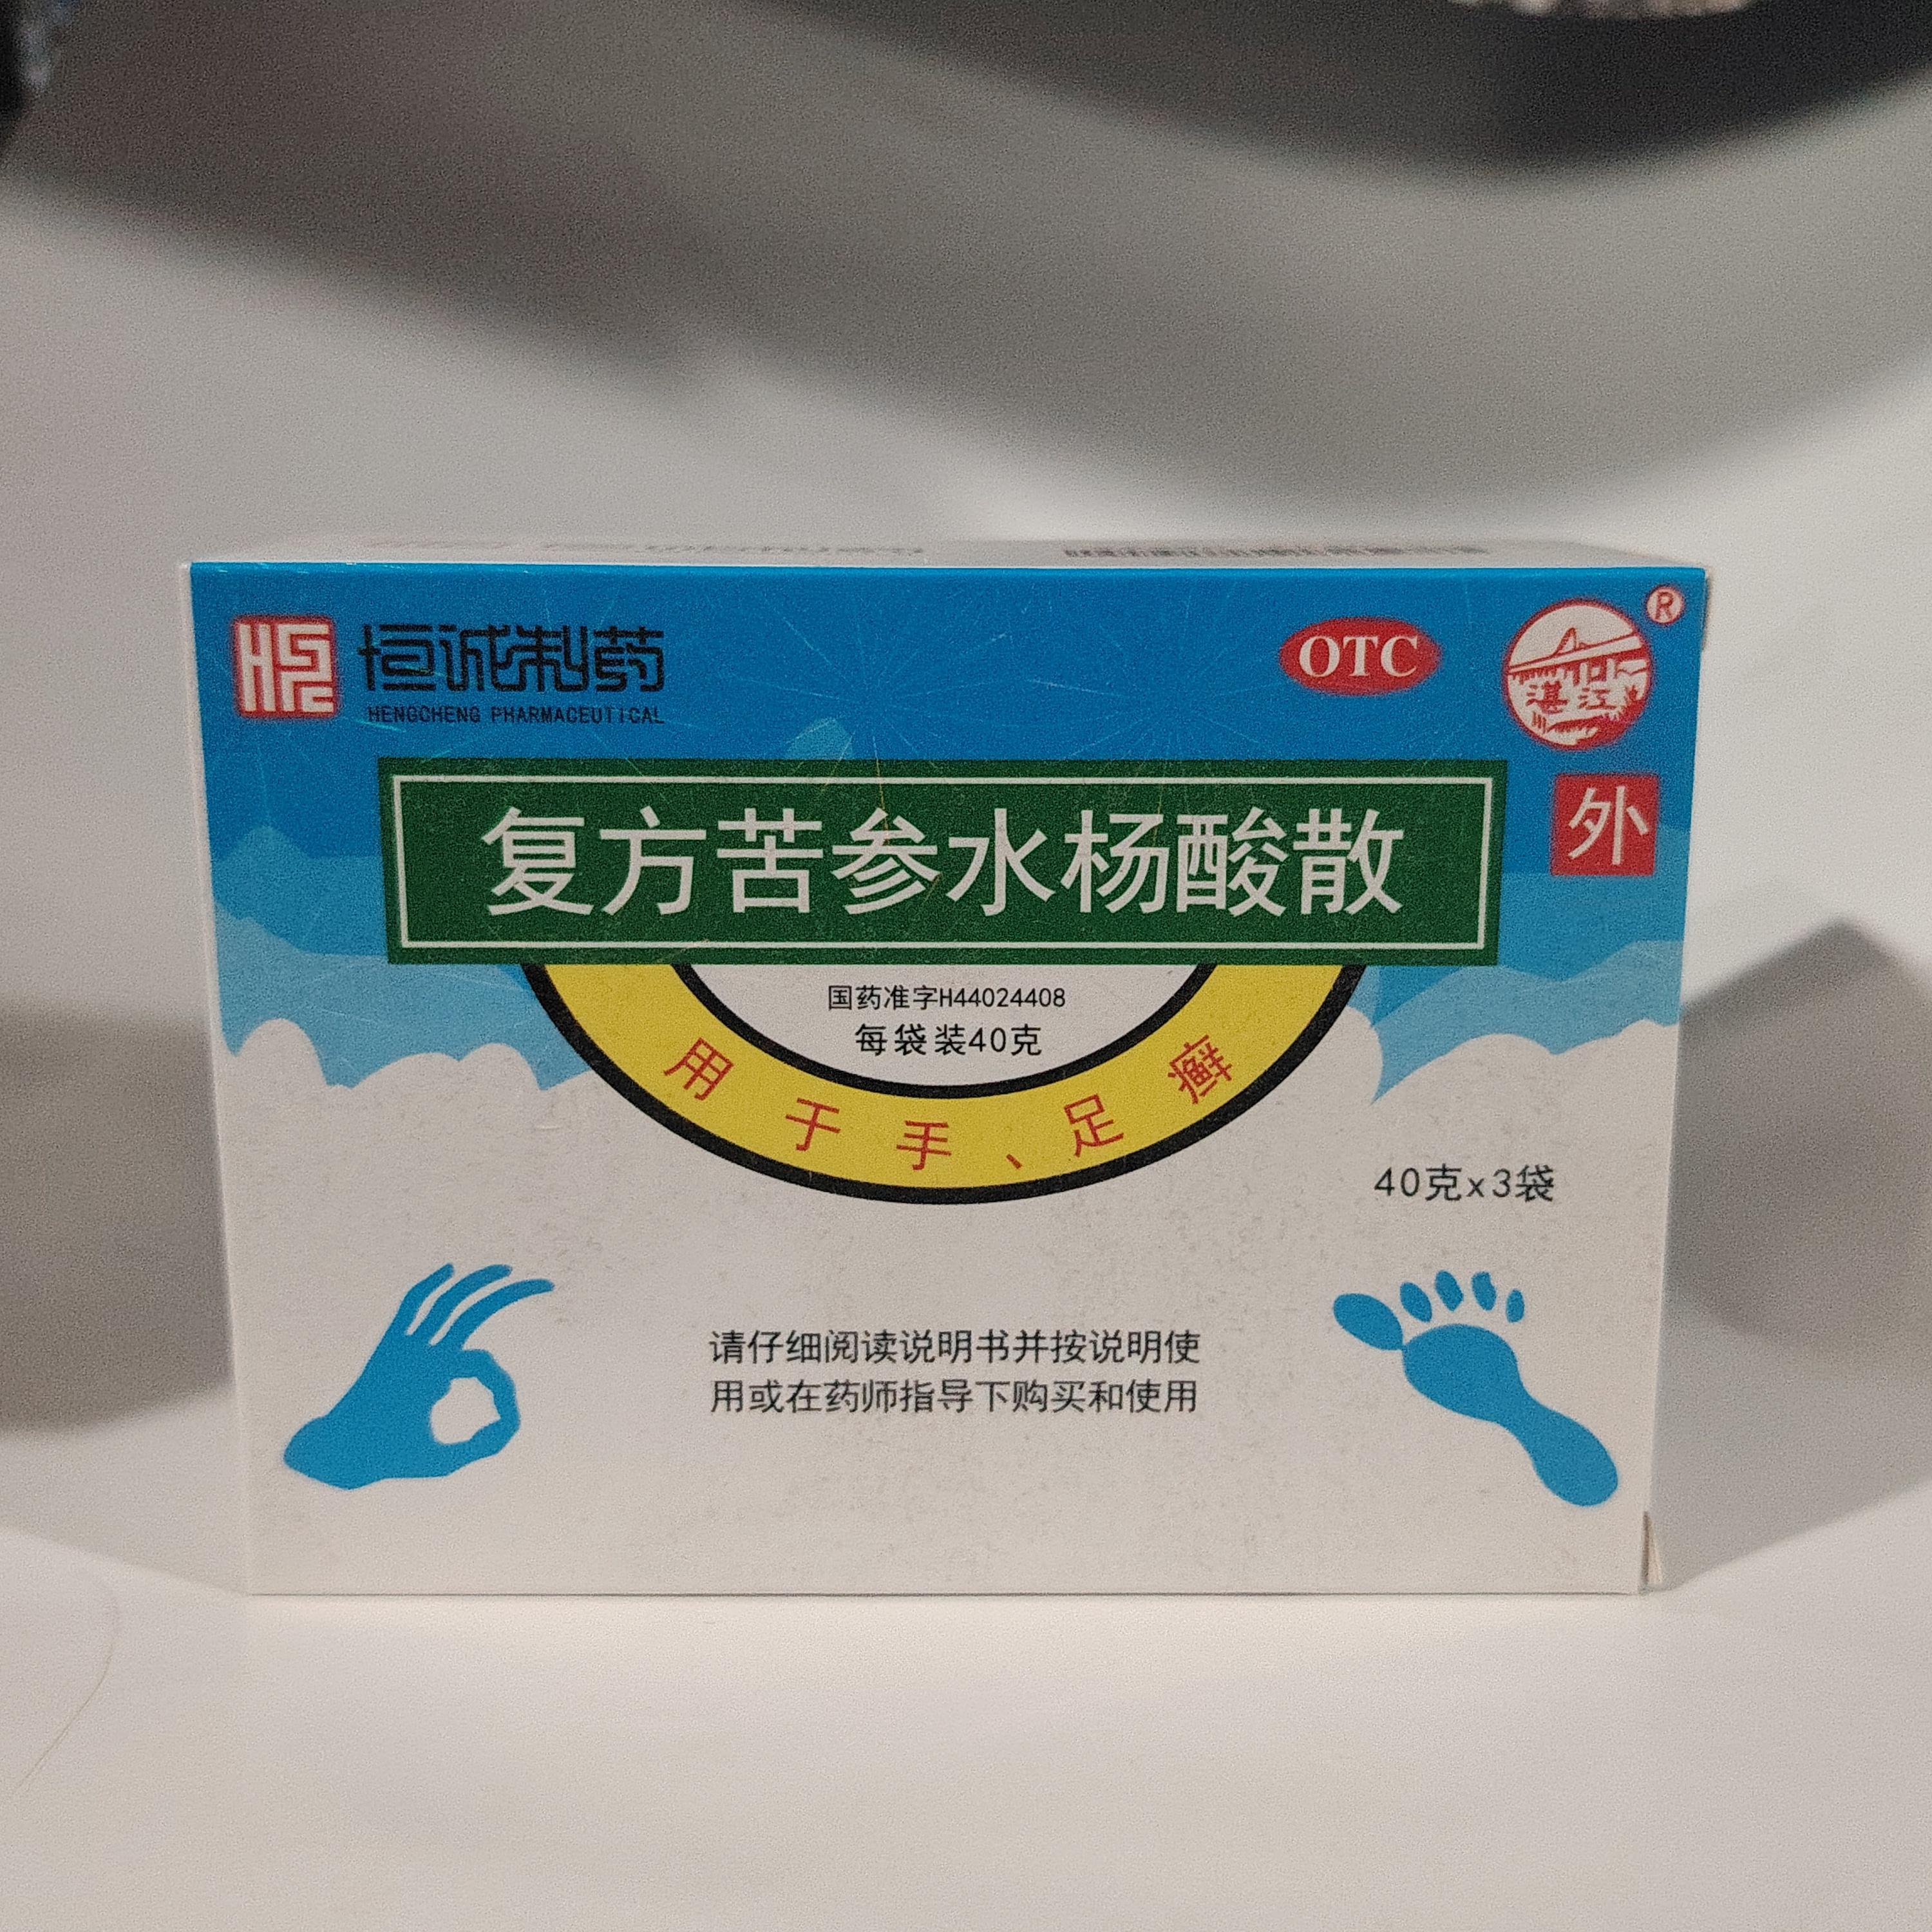 恒诚制药
HENGCHENG PHARMACEUTICAL
OTC
湛江
®
外
复方苦参水杨酸散
国药准字H44024408
每袋装40克
用于手、足癣
40克x3袋
请仔细阅读说明书并按说明使
用或在药师指导下购买和使用